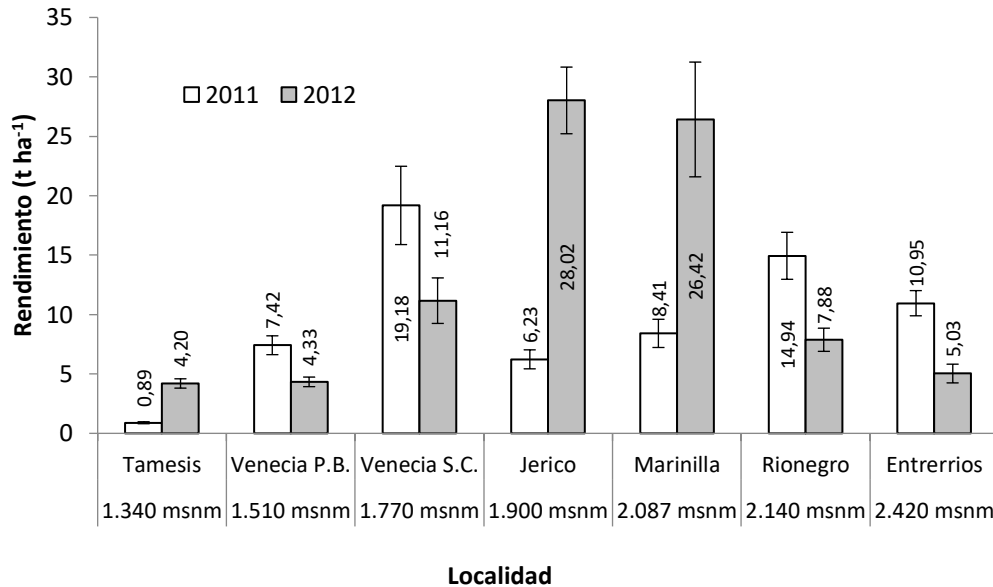 35
30
25
20
15
10
5
0
Rendimiento (t ha-1)
2011 2012
0,89 4,20 7,42 4,33 19,18 11,16 6,23 28,02 8,41 26,42 14,94 7,88 10,95 5,03
Tamesis Venecia P.B. Venecia S.C. Jerico Marinilla Rionegro Entrerrios
1.340 msnm 1.510 msnm 1.770 msnm 1.900 msnm 2.087 msnm 2.140 msnm 2.420 msnm
Localidad